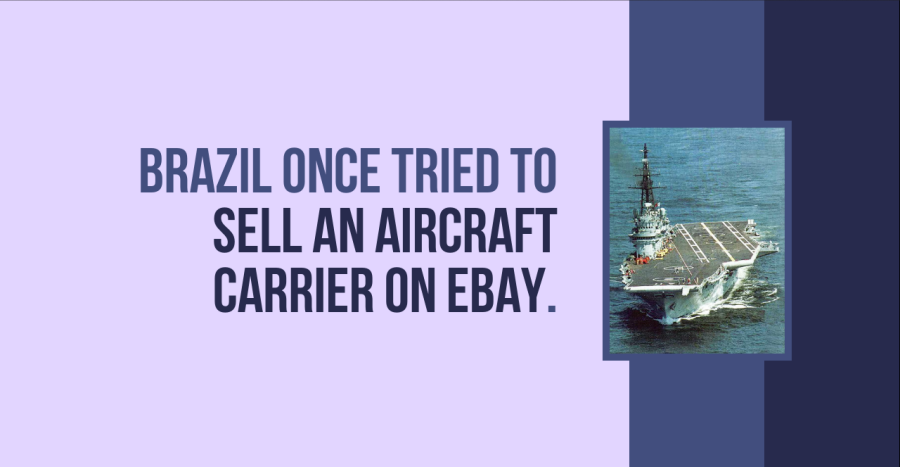 BRAZIL ONCE TRIED TO
SELL AN AIRCRAFT
CARRIER ON EBAY.